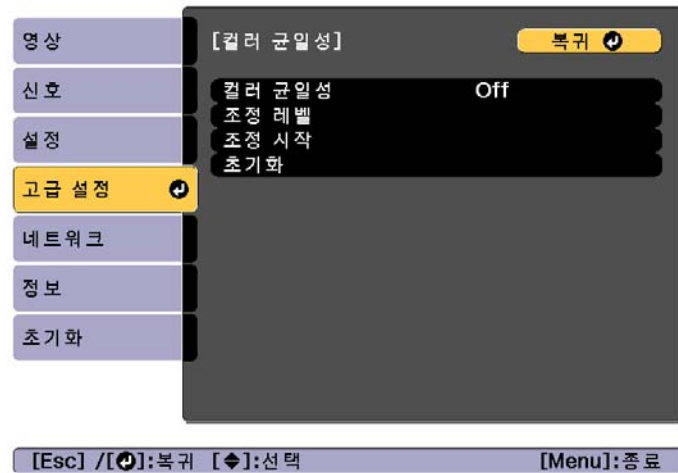 영상
신호
설정
고급 설정
네트워크
정보
초기화
[컬러 균일성]
복귀
컬러 균일성 Off
조정 레벨
조정 시작
초기화
[Esc] /[ ]:복귀 [ ]:선택 [Menu]:종료